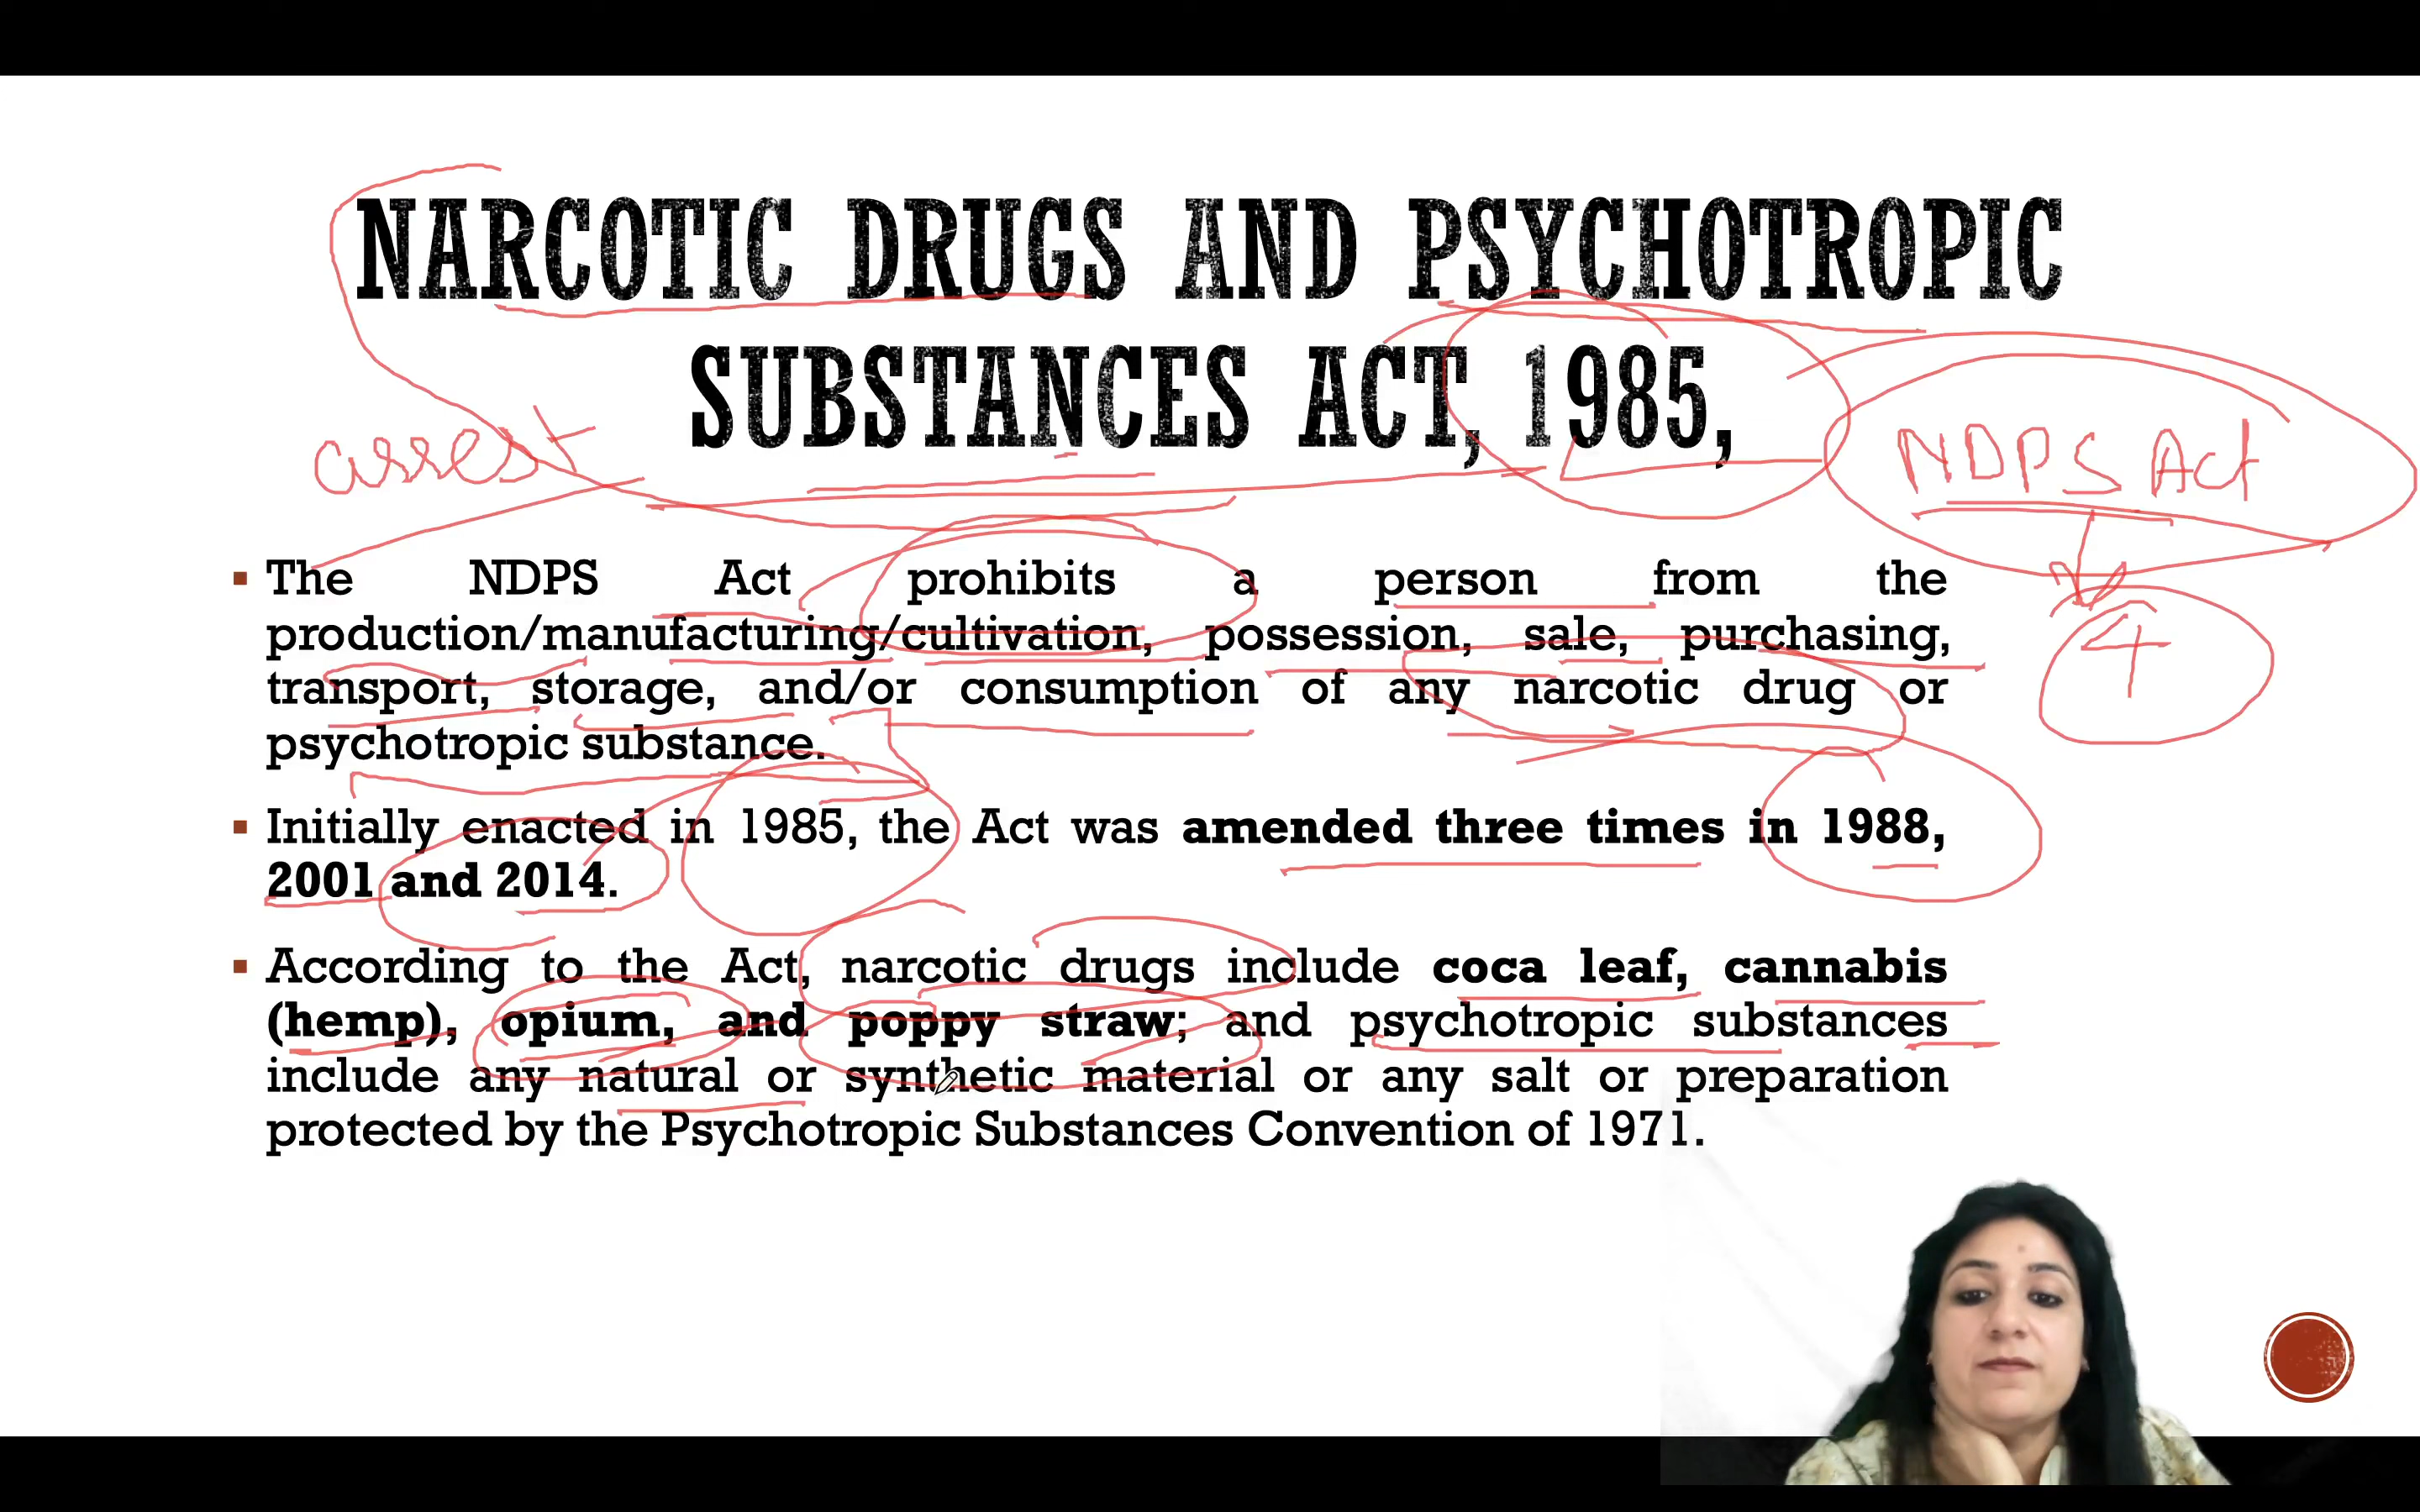 NARCOTIC DRUGS AND PSYCHOTROPIC
SUBSTANCES ACT, 1985,
arrest
NDPS Act
4
The NDPS Act prohibits a person from the
production/manufacturing/cultivation, possession, sale, purchasing,
transport, storage, and/or consumption of any narcotic drug or
psychotropic substance.
Initially enacted in 1985, the Act was amended three times in 1988,
2001 and 2014.
According to the Act, narcotic drugs include coca leaf, cannabis
(hemp), opium, and poppy straw; and psychotropic substances
include any natural or synthetic material or any salt or preparation
protected by the Psychotropic Substances Convention of 1971.